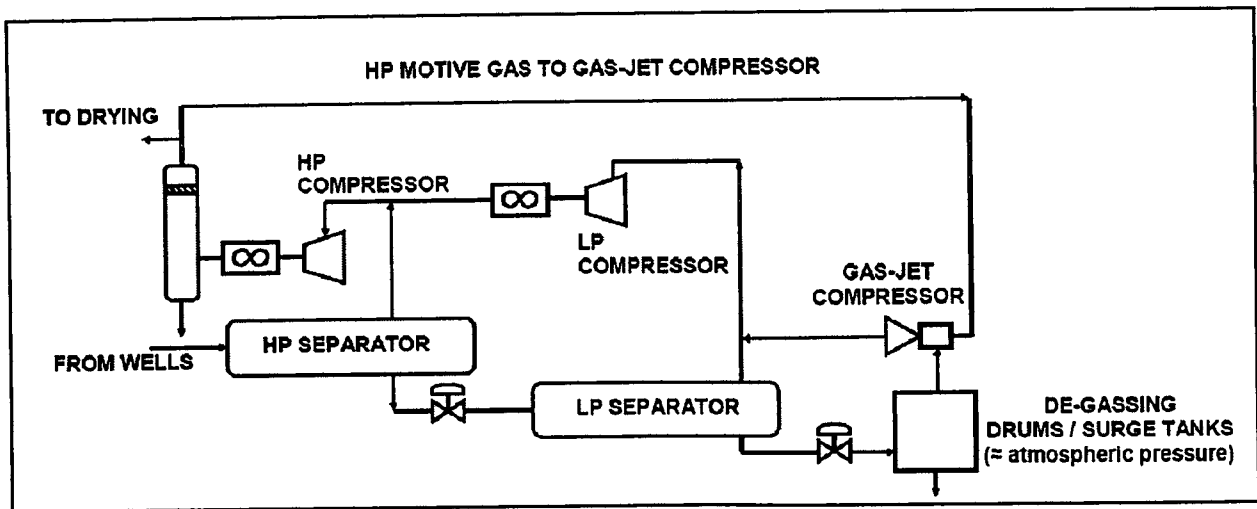 HP MOTIVE GAS TO GAS-JET COMPRESSOR
TO DRYING
HP
COMPRESSOR
LP
COMPRESSOR
GAS-JET
COMPRESSOR
FROM WELLS
HP SEPARATOR
LP SEPARATOR
DE-GASSING
DRUMS / SURGE TANKS
(≈ atmospheric pressure)